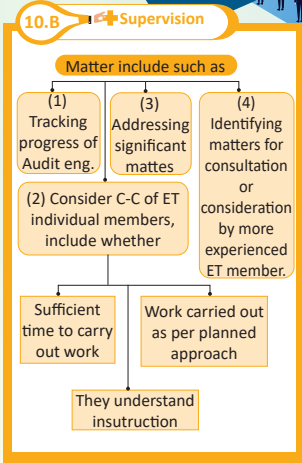 10.B
Supervision
Matter include such as
(1)
Tracking
progress of
Audit eng.
(3)
Addressing
significant
mattes
(4)
Identifying
matters for
consultation
or
consideration
by more
experienced
ET member.
(2) Consider C-C of ET
individual members,
include whether
Sufficient
time to carry
out work
Work carried out
as per planned
approach
They understand
insutruction